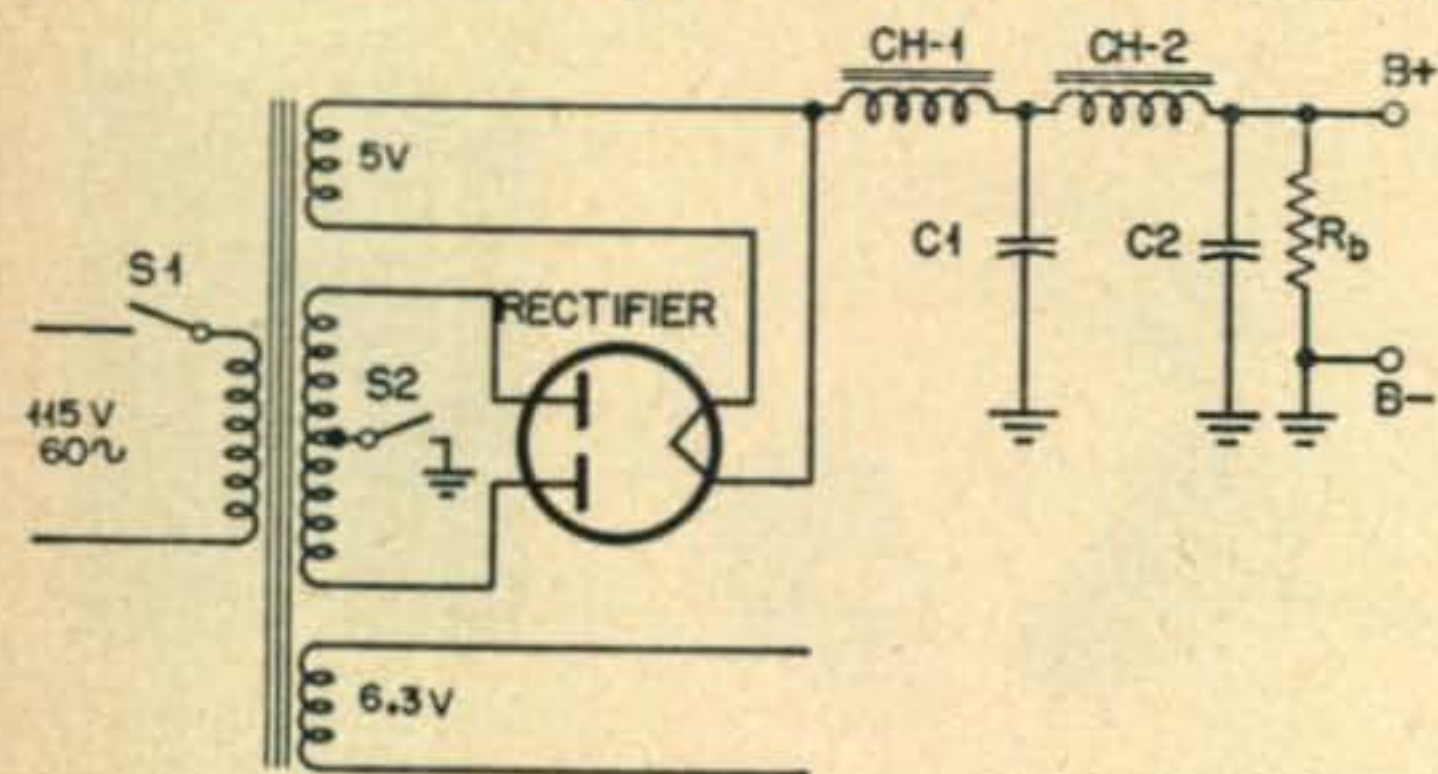 CH-1
CH-2
B+
5V
S1
C1
C2
Rb
RECTIFIER
S2
115 V
60~
B-
6.3V